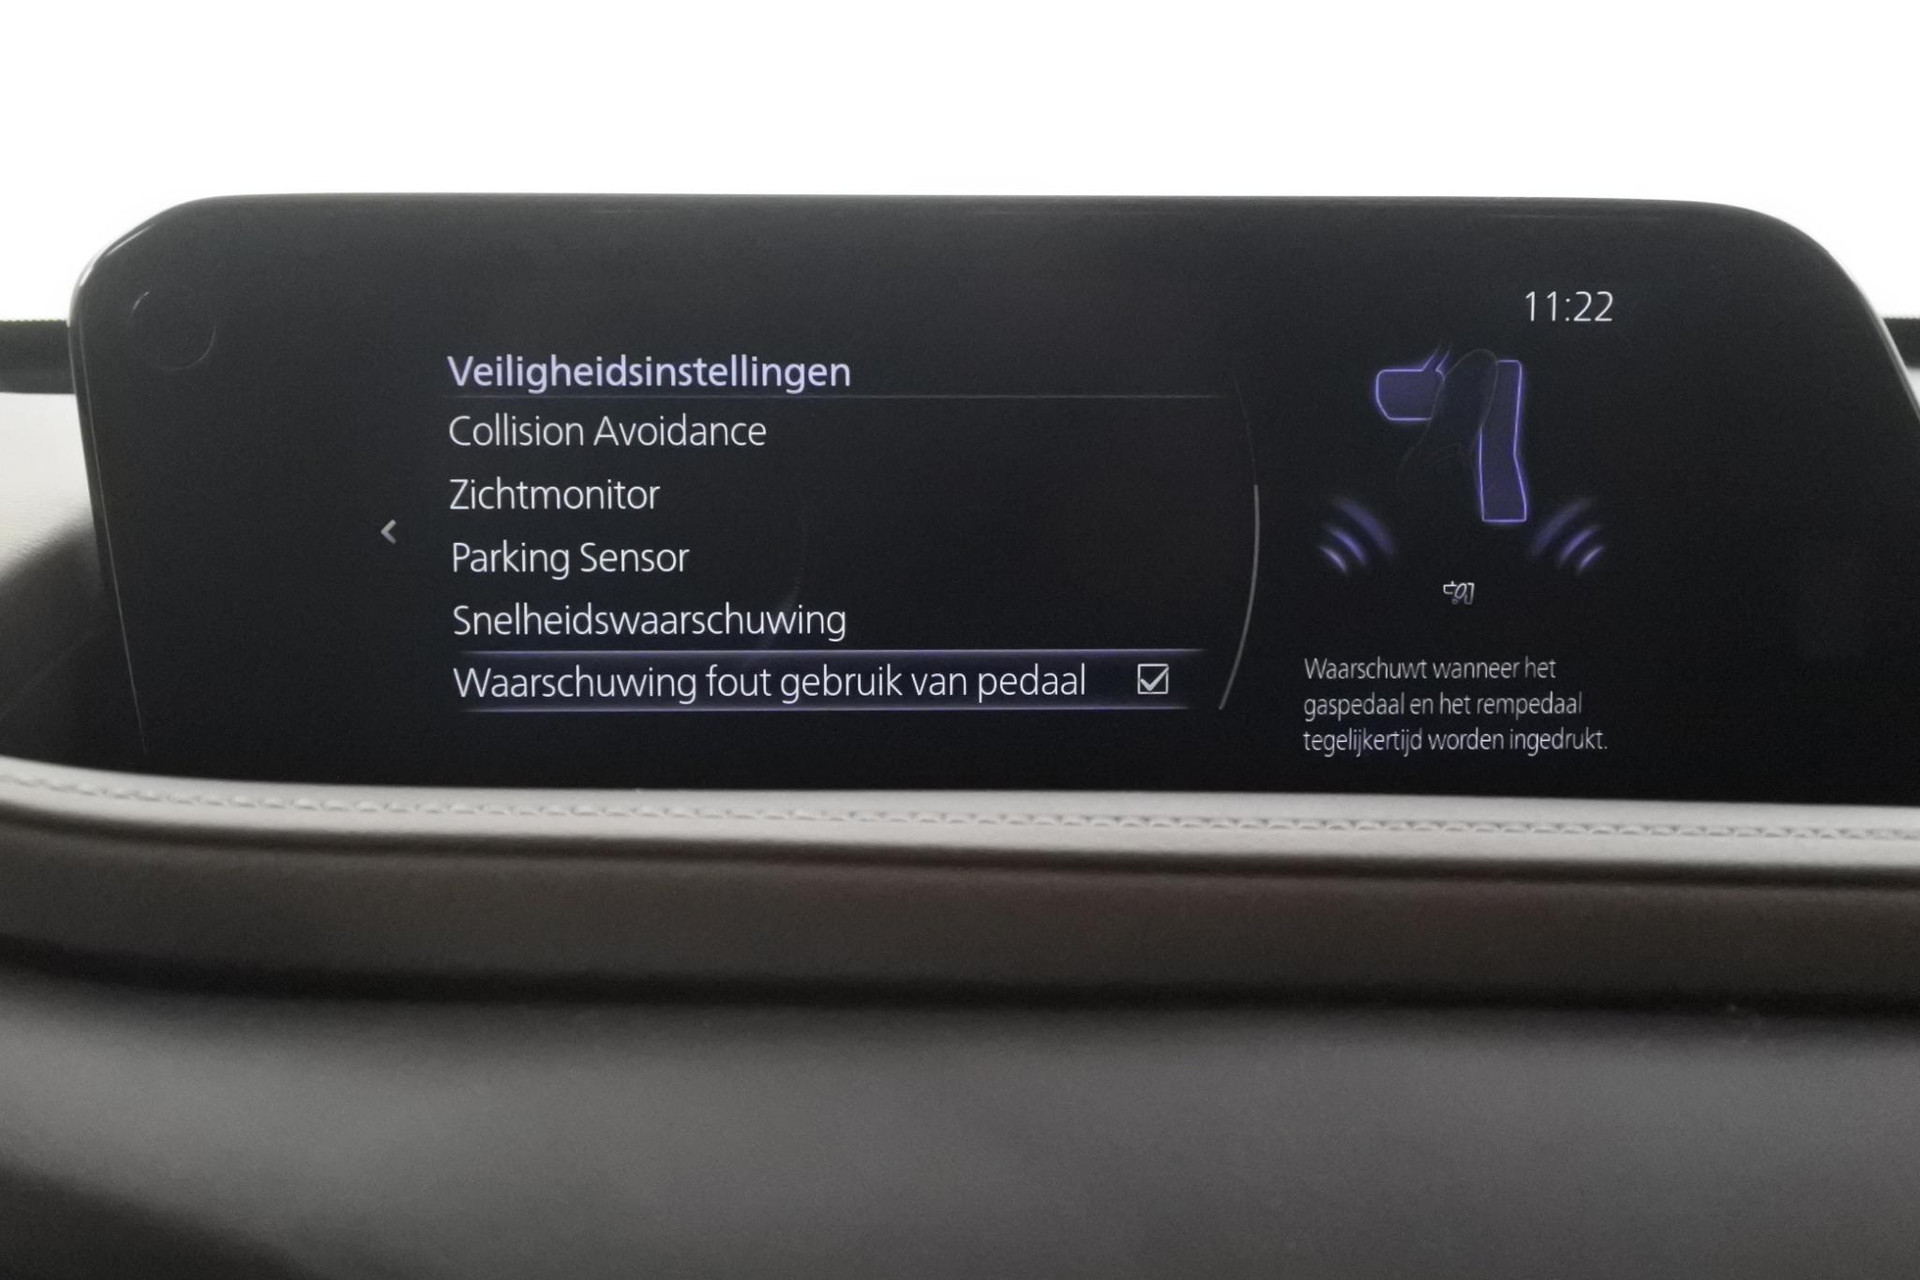 11:22
Veiligheidsinstellingen
Collision Avoidance
Zichtmonitor
Parking Sensor
Snelheidswaarschuwing
Waarschuwing fout gebruik van pedaal
Waarschuwt wanneer het
gaspedaal en het rempedaal
tegelijkertijd worden ingedrukt.